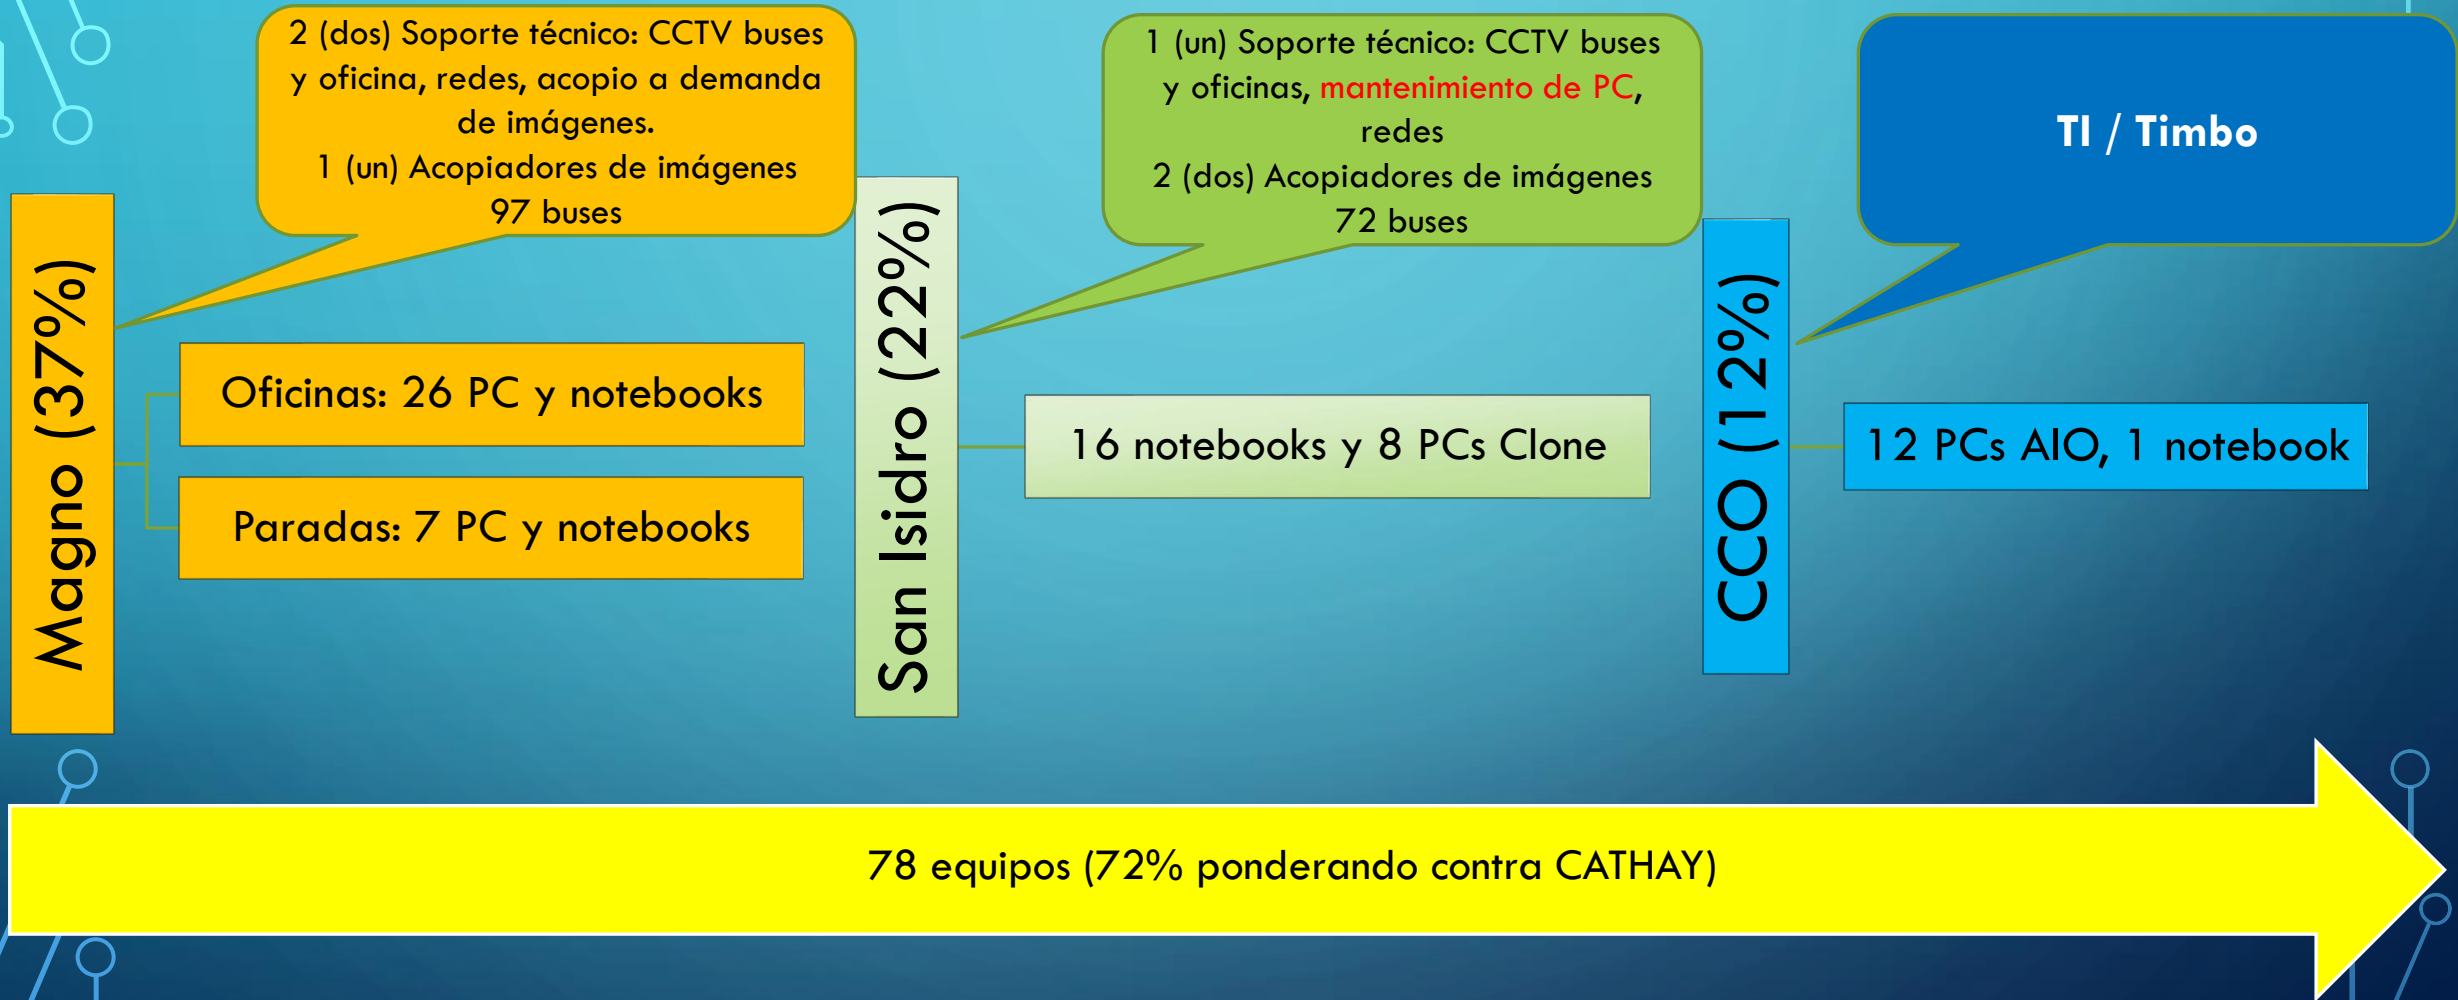 2 (dos) Soporte técnico: CCTV buses
y oficina, redes, acopio a demanda
de imágenes.
1 (un) Acopiadores de imágenes
97 buses
Magno (37%)
Oficinas: 26 PC y notebooks
Paradas: 7 PC y notebooks
1 (un) Soporte técnico: CCTV buses
y oficinas, mantenimiento de PC,
redes
2 (dos) Acopiadores de imágenes
72 buses
San Isidro (22%)
16 notebooks y 8 PCs Clone
TI / Timbo
CCO (12%)
12 PCs AIO, 1 notebook
78 equipos (72% ponderando contra CATHAY)